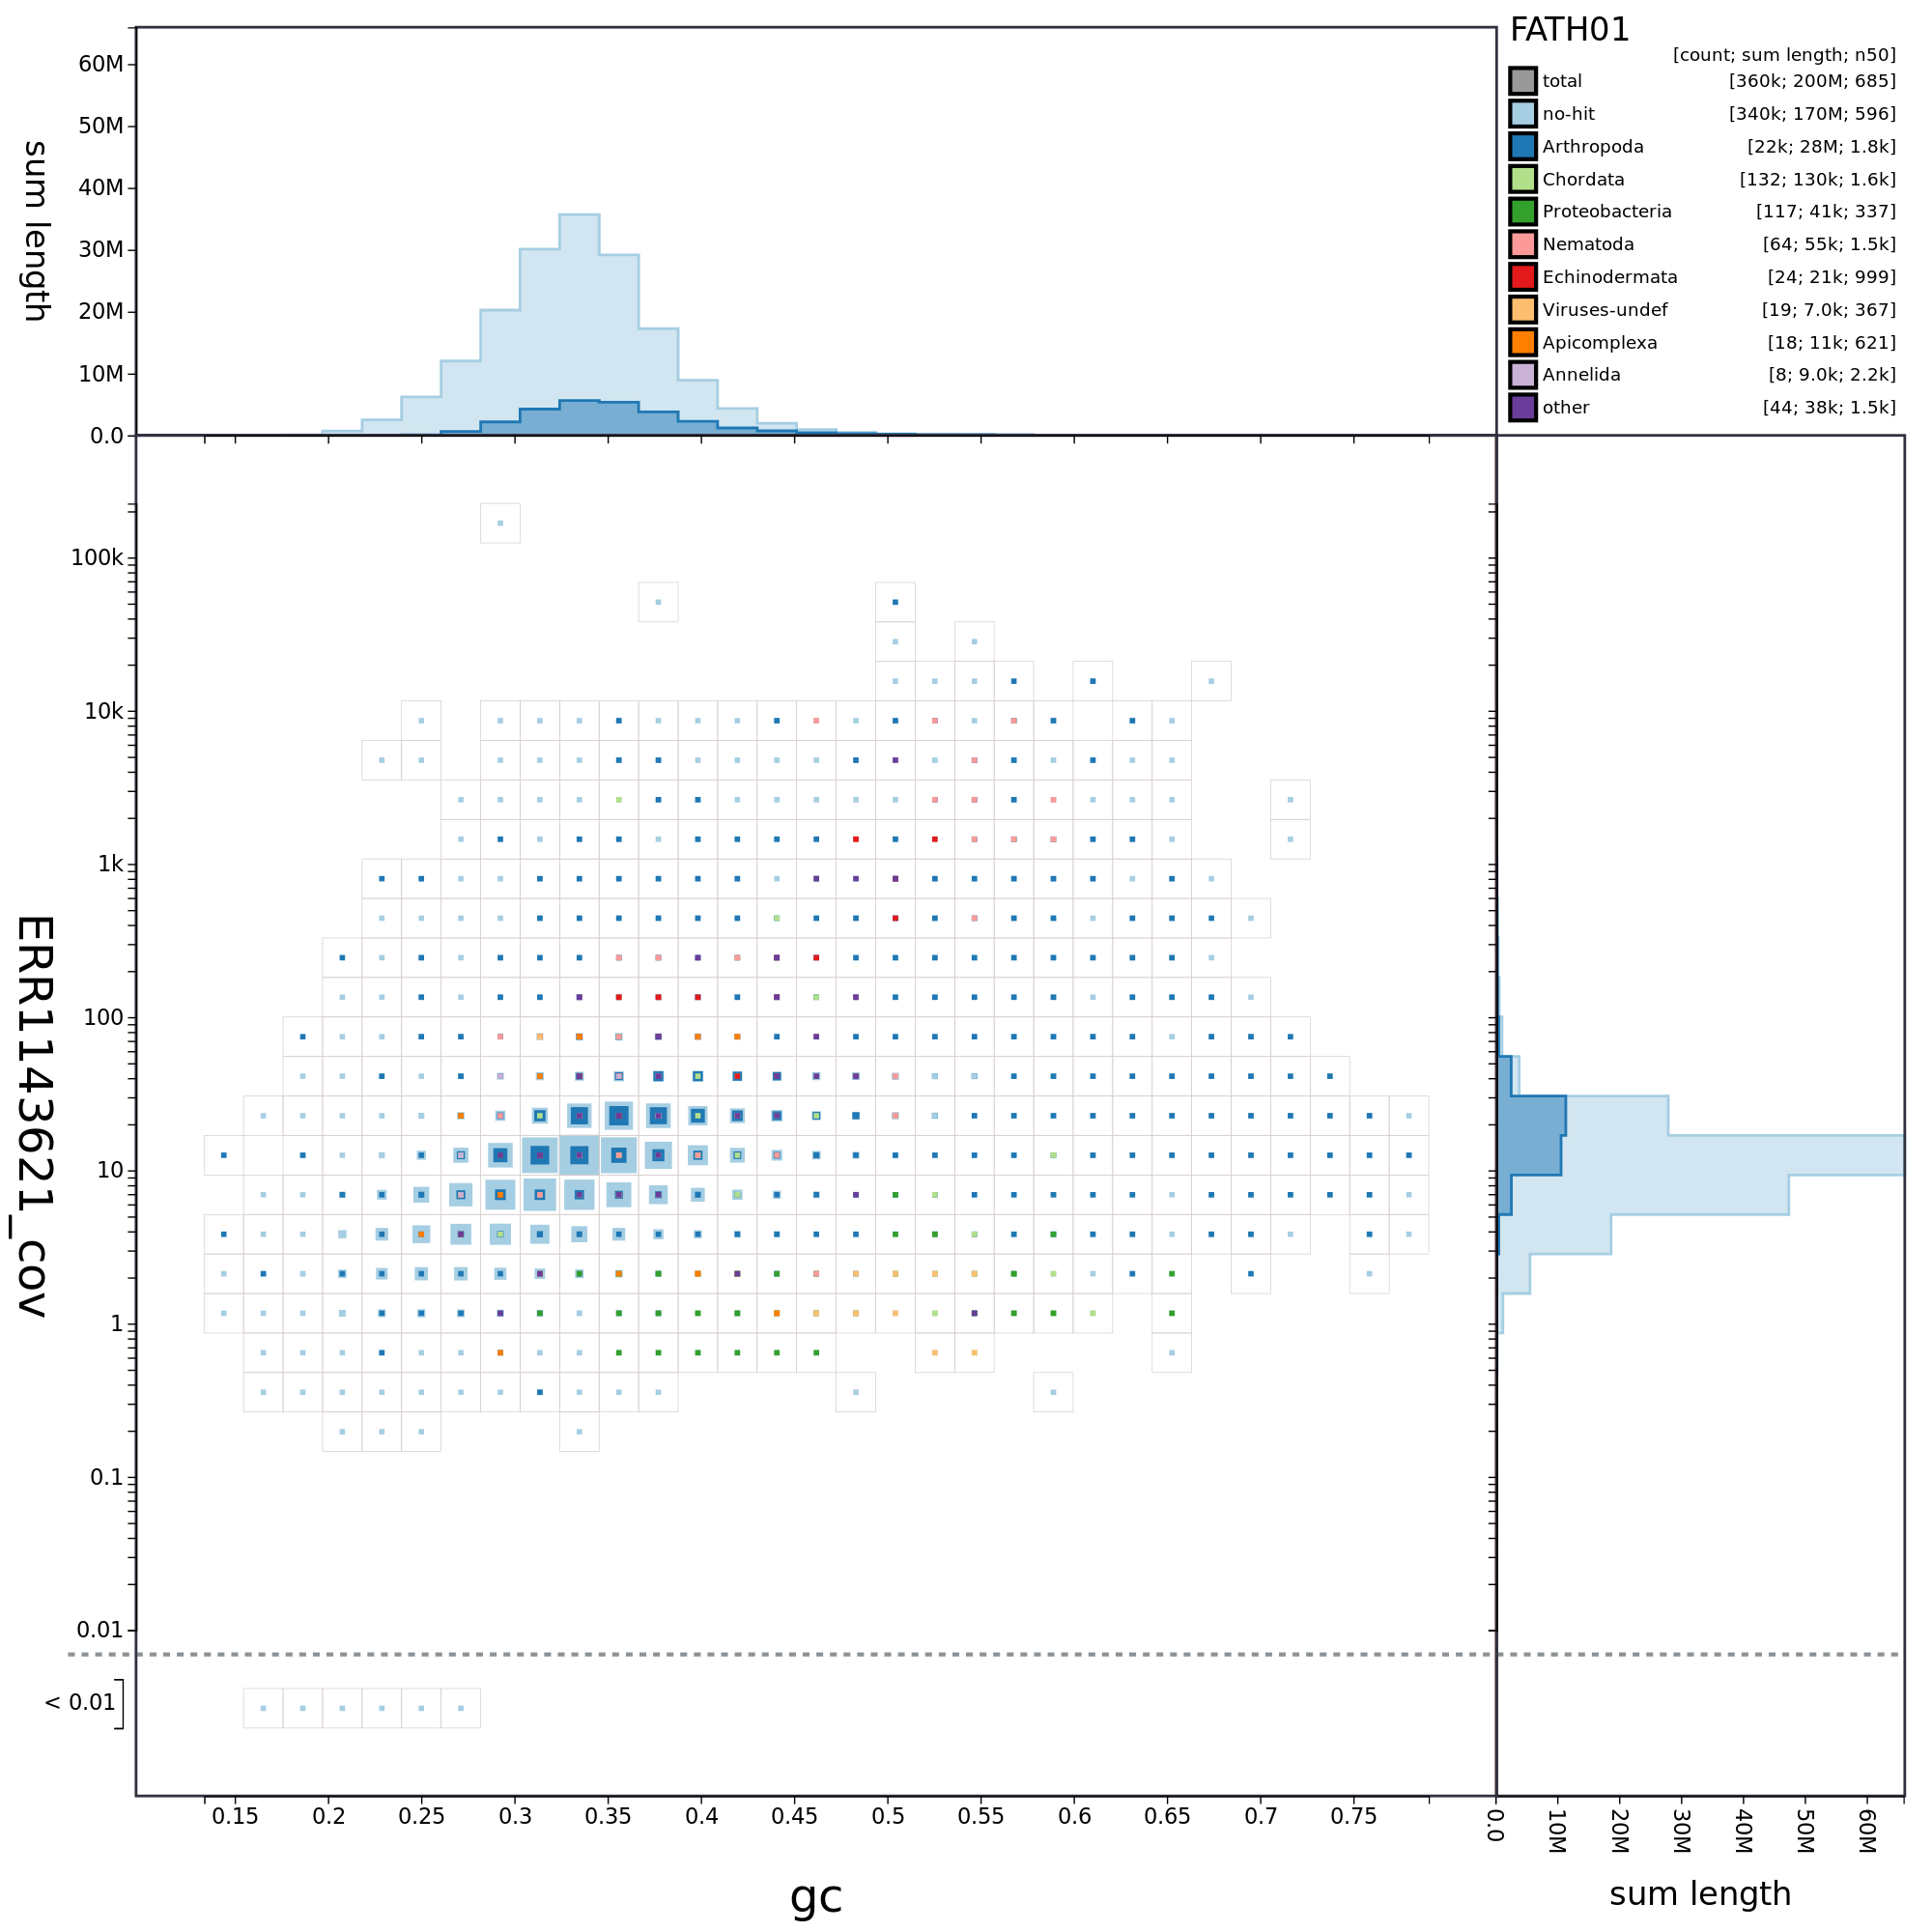 FATH01
[count; sum length; n50]
total [360k; 200M; 685]
no-hit [340k; 170M; 596]
Arthropoda [22k; 28M; 1.8k]
Chordata [132; 130k; 1.6k]
Proteobacteria [117; 41k; 337]
Nematoda [64; 55k; 1.5k]
Echinodermata [24; 21k; 999]
Viruses-undef [19; 7.0k; 367]
Apicomplexa [18; 11k; 621]
Annelida [8; 9.0k; 2.2k]
other [44; 38k; 1.5k]
sum length
60M
50M
40M
30M
20M
10M
0.0
ERR1143621_cov
100k
10k
1k
100
10
1
0.1
0.01
< 0.01
0.15 0.2 0.25 0.3 0.35 0.4 0.45 0.5 0.55 0.6 0.65 0.7 0.75
gc
0.0 10M 20M 30M 40M 50M 60M
sum length